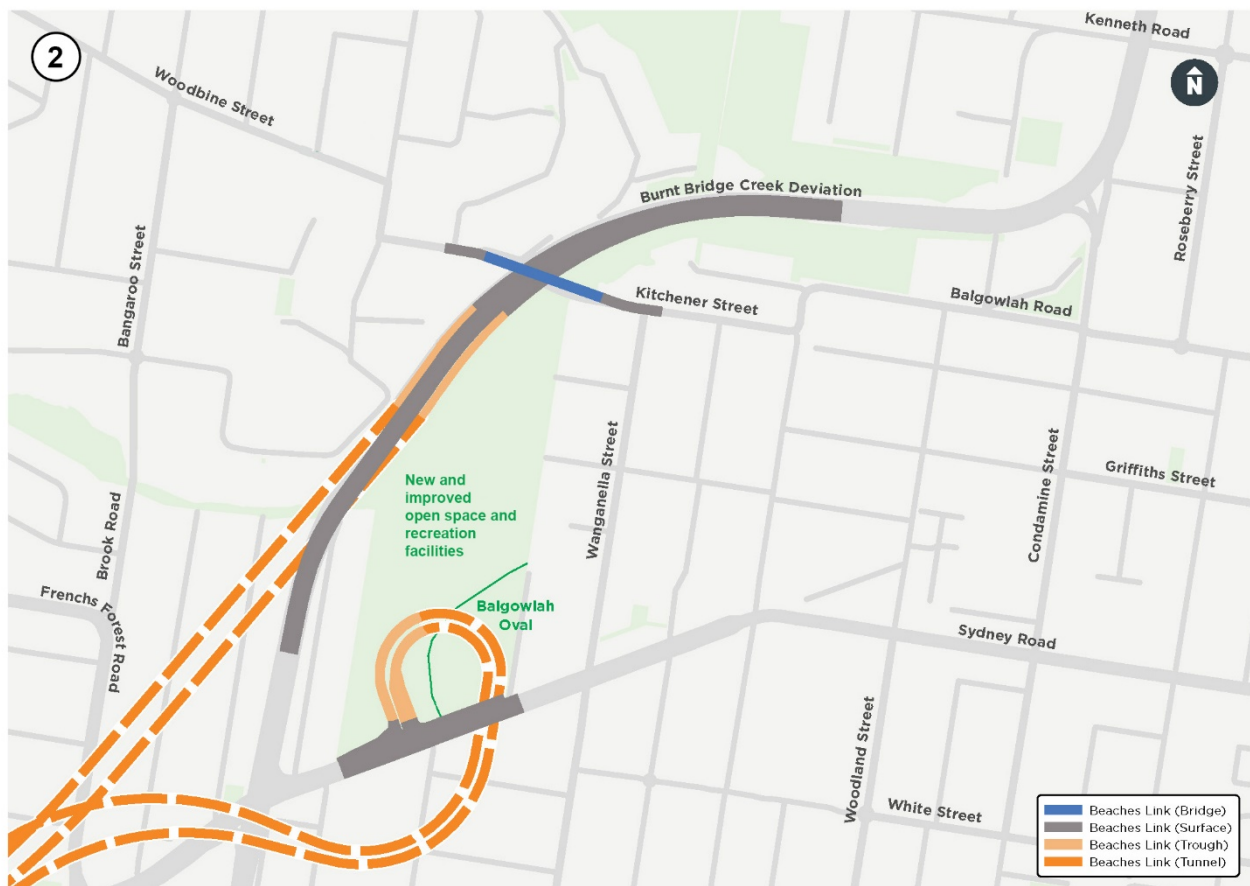 2
Kenneth Road
N
Woodbine Street
Roseberry Street
Burnt Bridge Creek Deviation
Bangaroo Street
Kitchener Street
Balgowlah Road
Griffiths Street
Wanganella Street
Condamine Street
New and
improved
open space and
recreation
facilities
Brook Road
Frenchs Forest Road
Balgowlah
Oval
Sydney Road
Woodland Street
White Street
Beaches Link (Bridge)
Beaches Link (Surface)
Beaches Link (Trough)
Beaches Link (Tunnel)